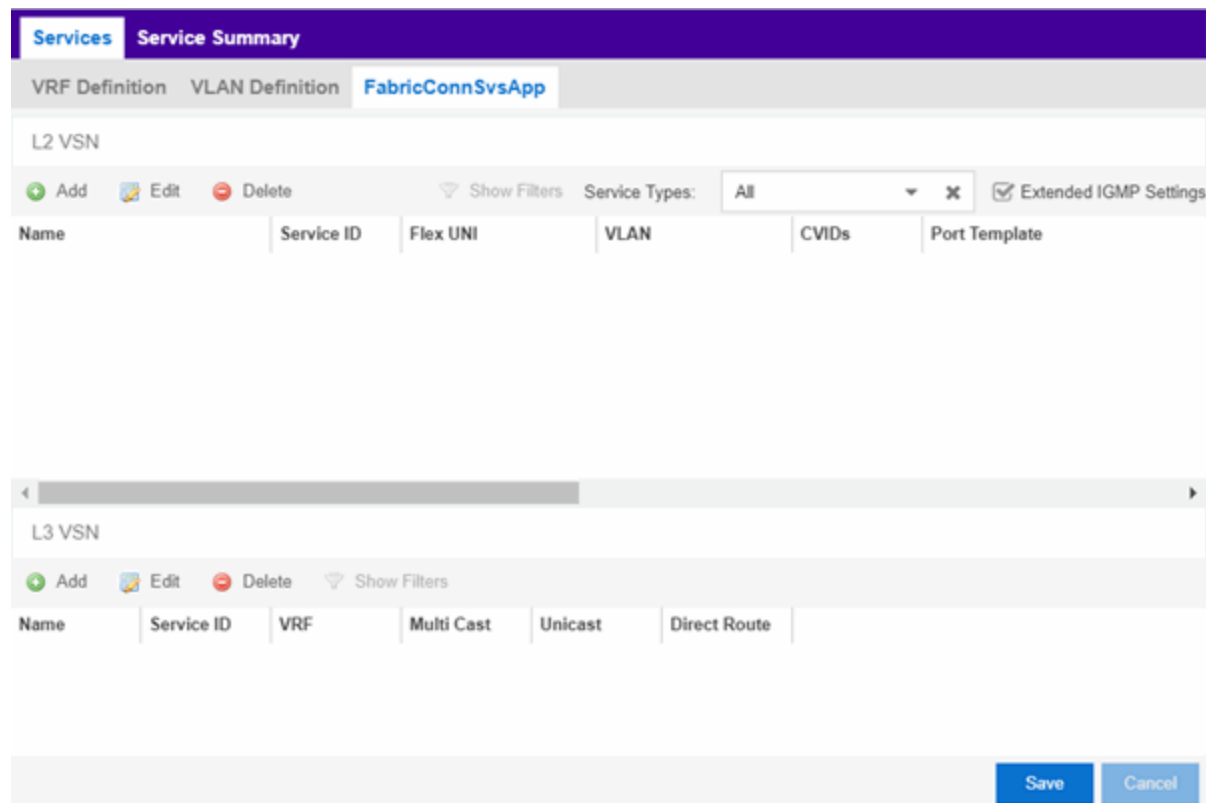 Services Service Summary
VRF Definition VLAN Definition FabricConnSvsApp
L2 VSN
Add Edit Delete Show Filters Service Types: All Extended IGMP Settings
Name Service ID Flex UNI VLAN CVIDs Port Template
L3 VSN
Add Edit Delete Show Filters
Name Service ID VRF Multi Cast Unicast Direct Route
Save Cancel